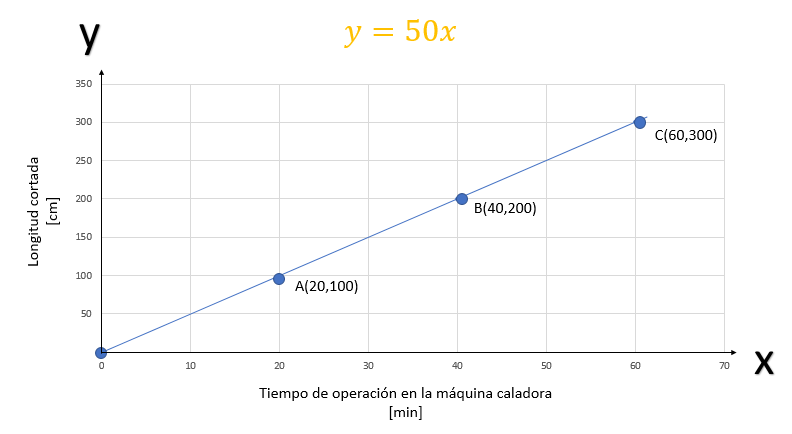 y
y = 50x
350
300
250
200
150
100
50
Longitud cortada
[cm]
C(60,300)
B(40,200)
A(20,100)
0
10
20
30
40
50
60
70
x
Tiempo de operación en la máquina caladora
[min]